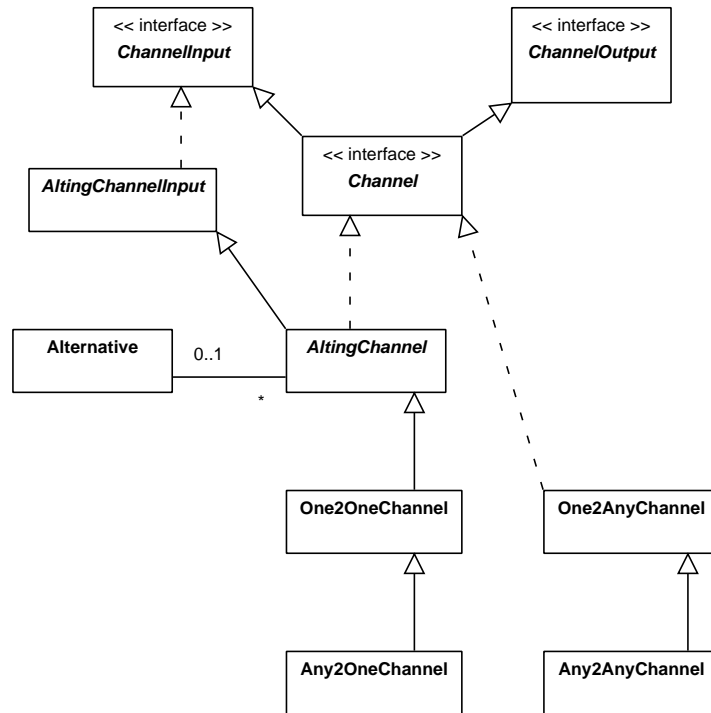 << interface >>
ChannelInput
<< interface >>
ChannelOutput
<< interface >>
Channel
AltingChannelInput
Alternative
0..1
*
AltingChannel
One2OneChannel
One2AnyChannel
Any2OneChannel
Any2AnyChannel